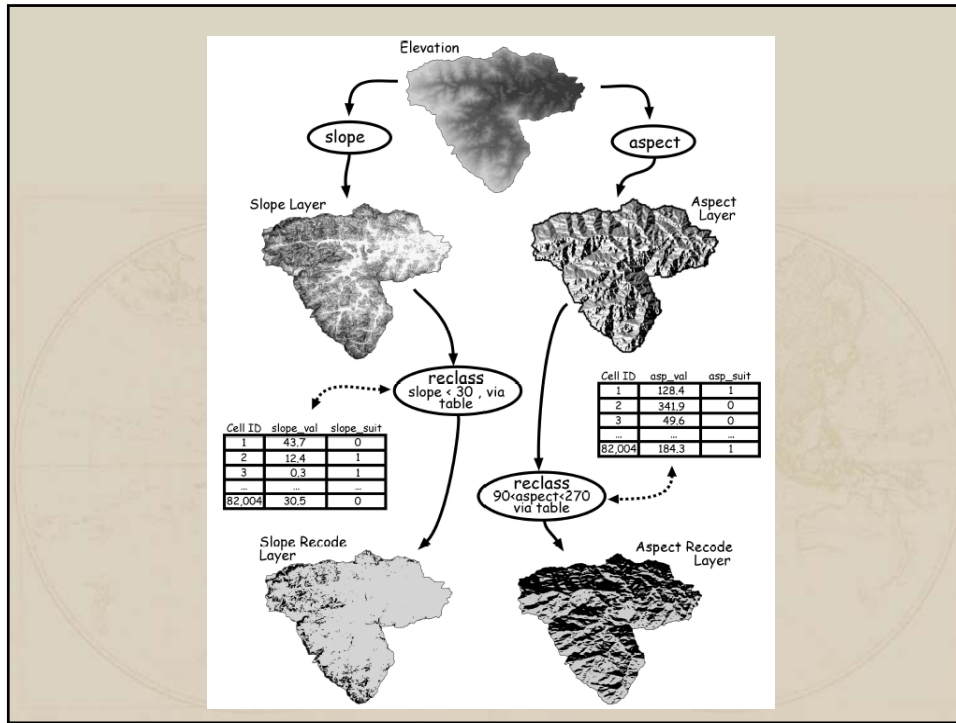 Elevation
slope
aspect
Slope Layer
Aspect
Layer
reclass
slope < 30 , via
table
Cell ID asp_val asp_suit
1 128.4 1
2 341.9 0
3 49.6 0
... ... ...
82,004 184.3 1
Cell ID slope_val slope_suit
1 43.7 0
2 12.4 1
3 0.3 1
... ... ...
82,004 30.5 0
reclass
90<aspect<270
via table
Slope Recode
Layer
Aspect Recode
Layer